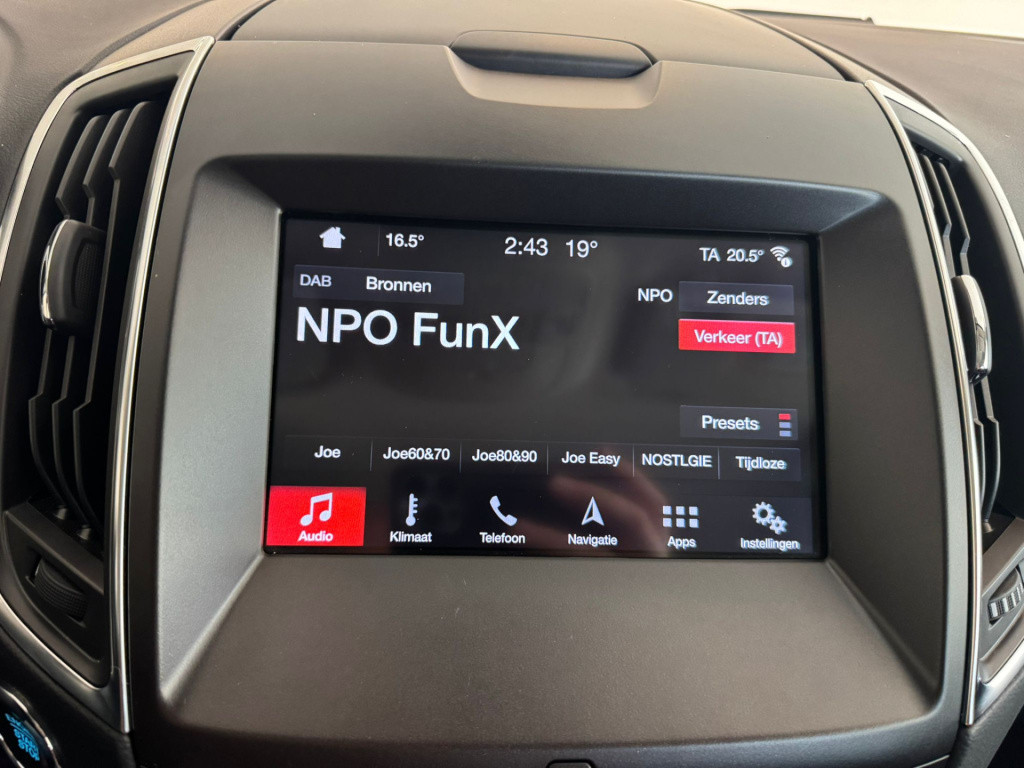 16.5° 2:43 19° TA 20.5°
DAB Bronnen NPO Zenders
NPO FunX
Verkeer (TA)
Presets
Joe Joe60&70 Joe80&90 Joe Easy NOSTLGIE Tijdloze
Audio Klimaat Telefoon Navigatie Apps Instellingen